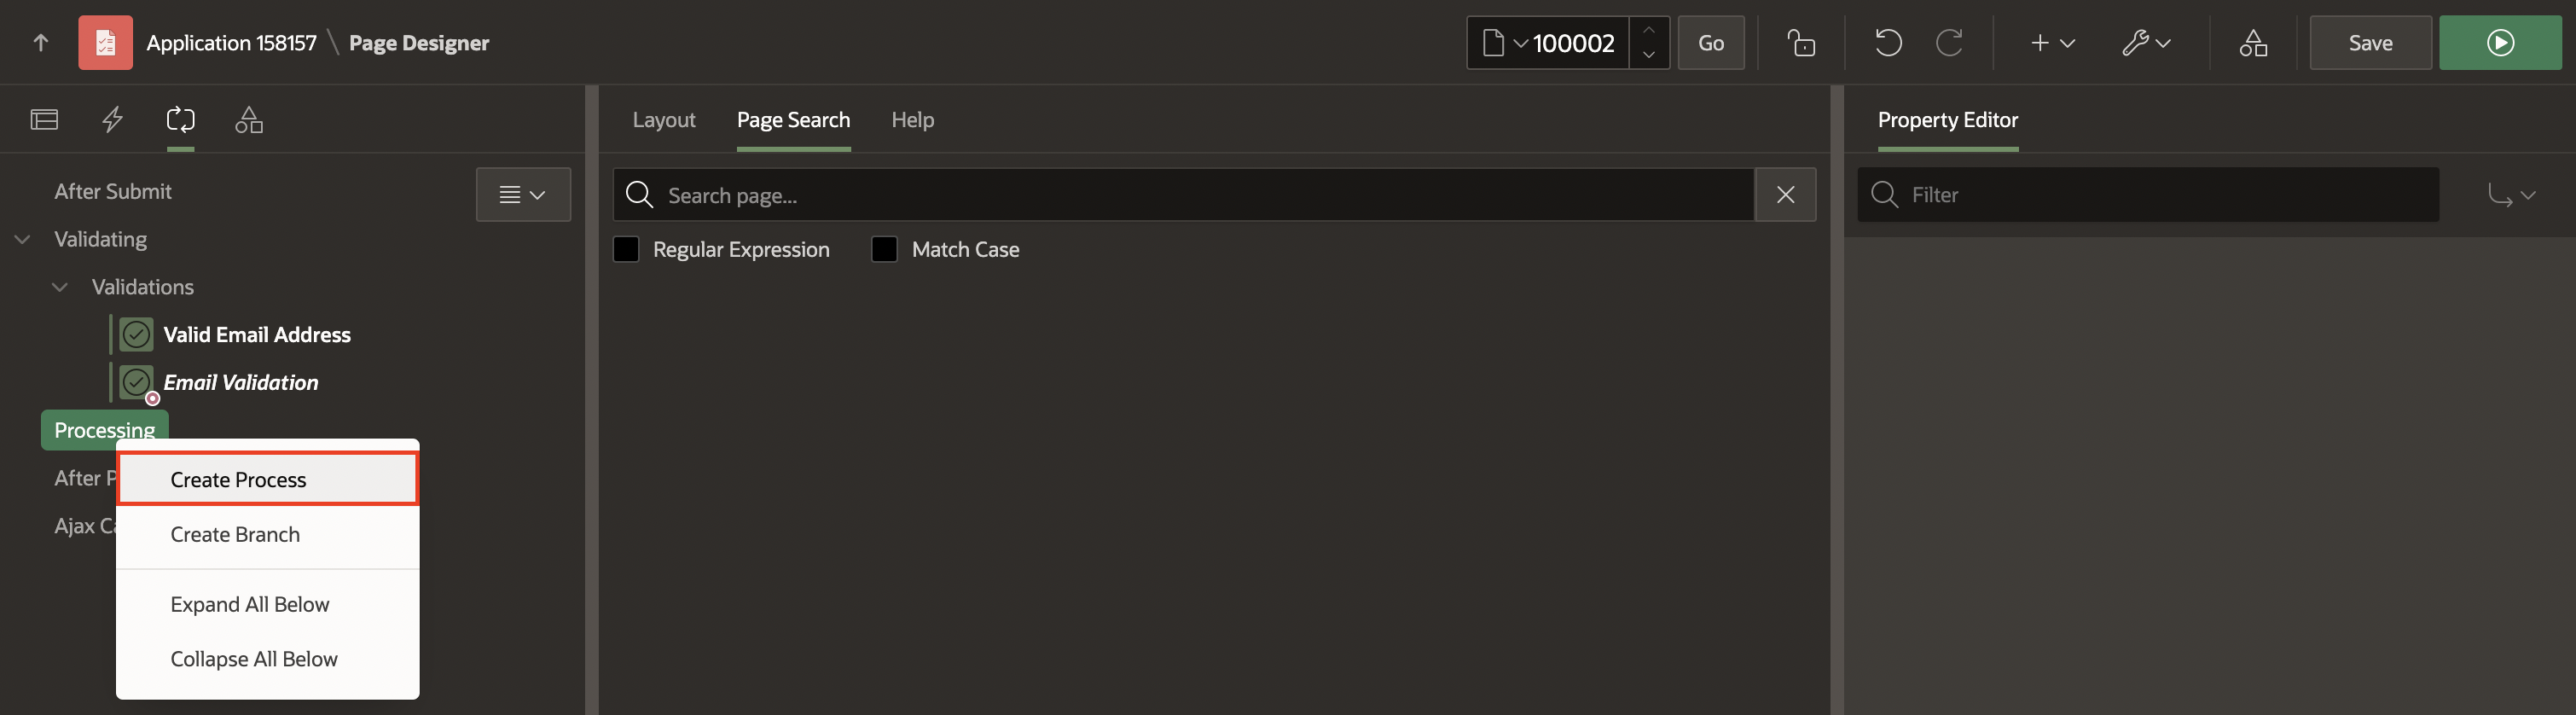 Application 158157 \ Page Designer
100002
Go
Save
Layout
Page Search
Help
Property Editor
After Submit
Search page...
Filter
Validating
Regular Expression
Match Case
Validations
Valid Email Address
Email Validation
Processing
After P
Create Process
Ajax Ca
Create Branch
Expand All Below
Collapse All Below